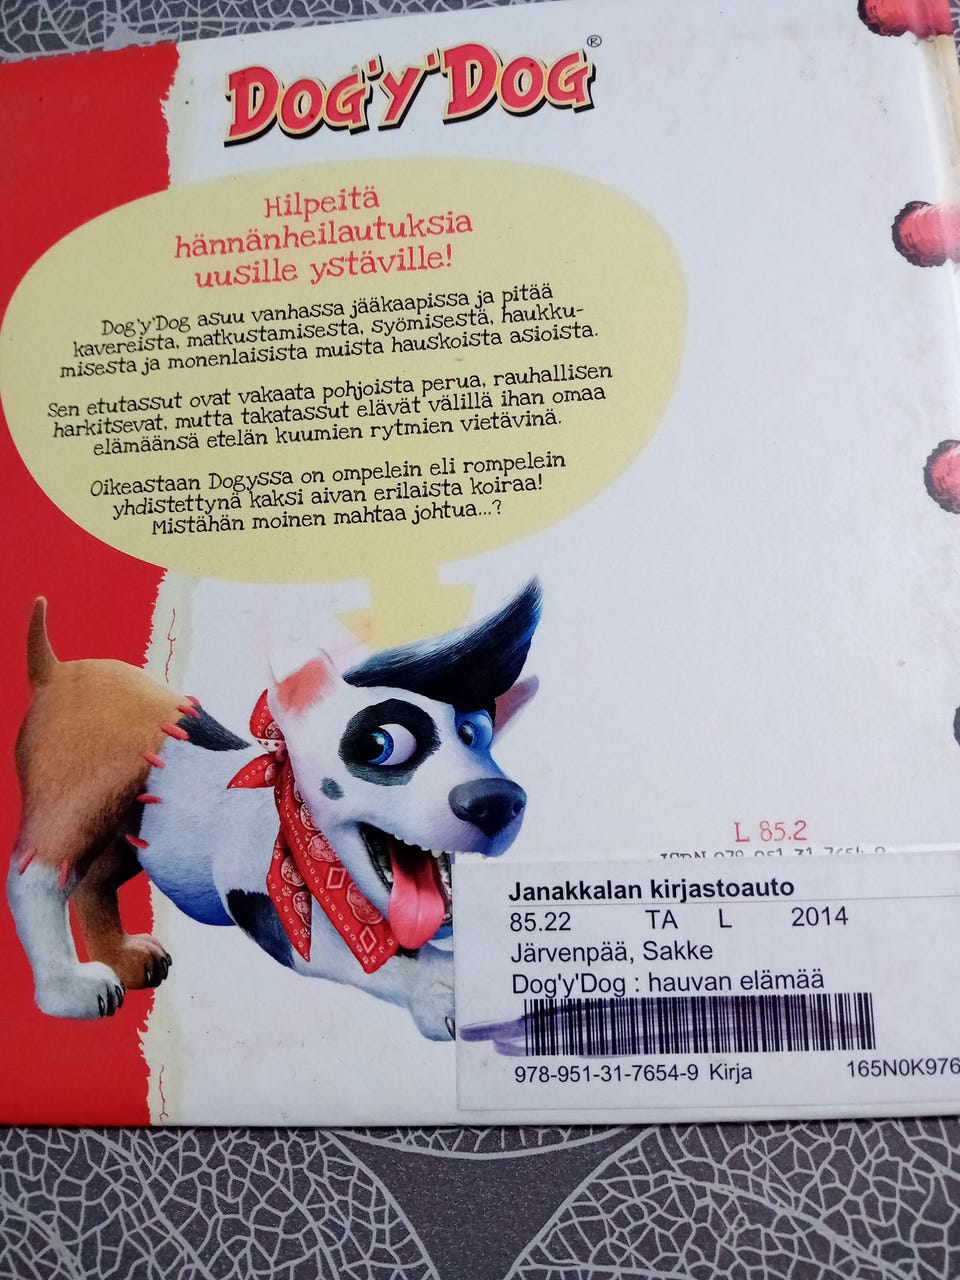 Dog'y'Dog®
Hilpeitä
hännänheilautuksia
uusille ystäville!
Dog'y'Dog asuu vanhassa jääkaapissa ja pitää
kavereista, matkustamisesta, syömisestä, haukku-
misesta ja monenlaisista muista hauskoista asioista.
Sen etutassut ovat vakaata pohjoista perua, rauhallisen
harkitsevat, mutta takatassut elävät välillä ihan omaa
elämäänsä etelän kuumien rytmien vietävinä.
Oikeastaan Dogyssa on ompelein eli rompelein
yhdistettynä kaksi aivan erilaista koiraa!
Mistähän moinen mahtaa johtua...?
L 85.2
Janakkalan kirjastoauto
85.22 TA L 2014
Järvenpää, Sakke
Dog'y'Dog : hauvan elämää
978-951-31-7654-9 Kirja 165N0K976